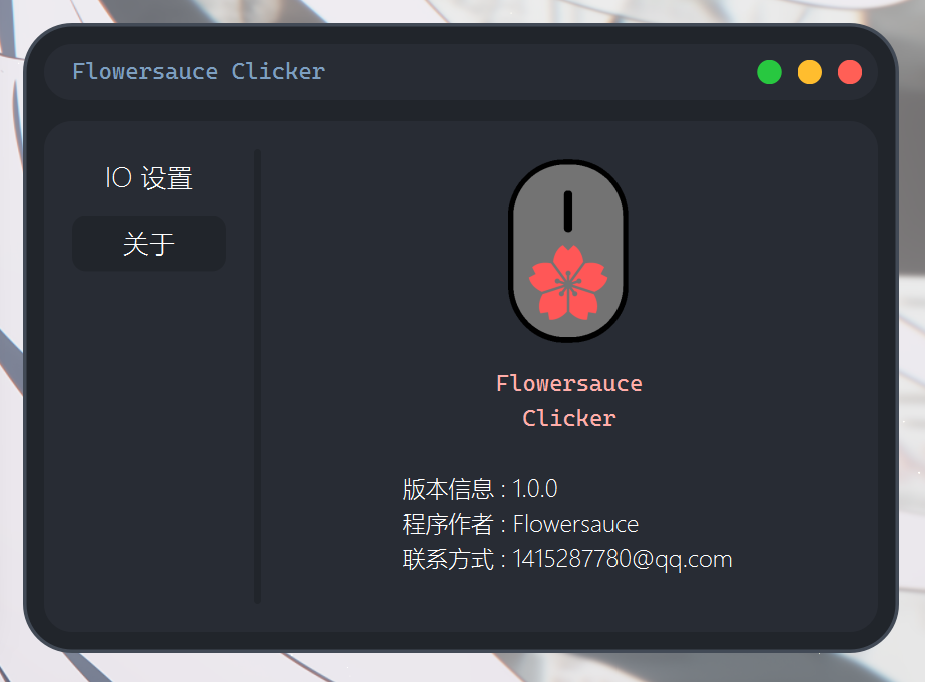 Flowersauce Clicker
IO 设置
关于
Flowersauce
Clicker
版本信息 : 1.0.0
程序作者 : Flowersauce
联系方式 : 1415287780@qq.com